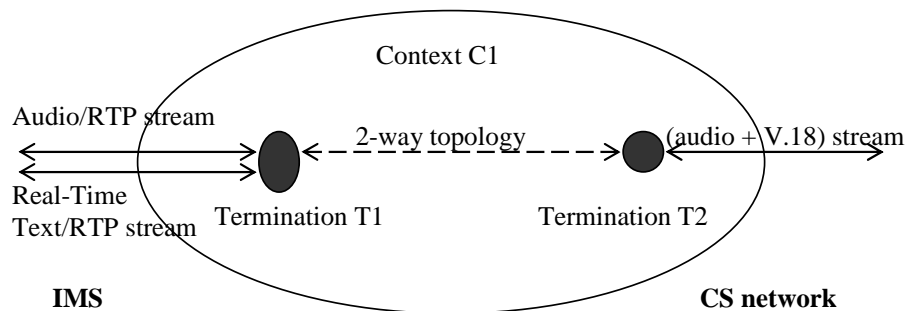 Context C1
Audio/RTP stream
2-way topology
(audio + V.18) stream
Real-Time
Text/RTP stream
Termination T1
Termination T2
IMS
CS network